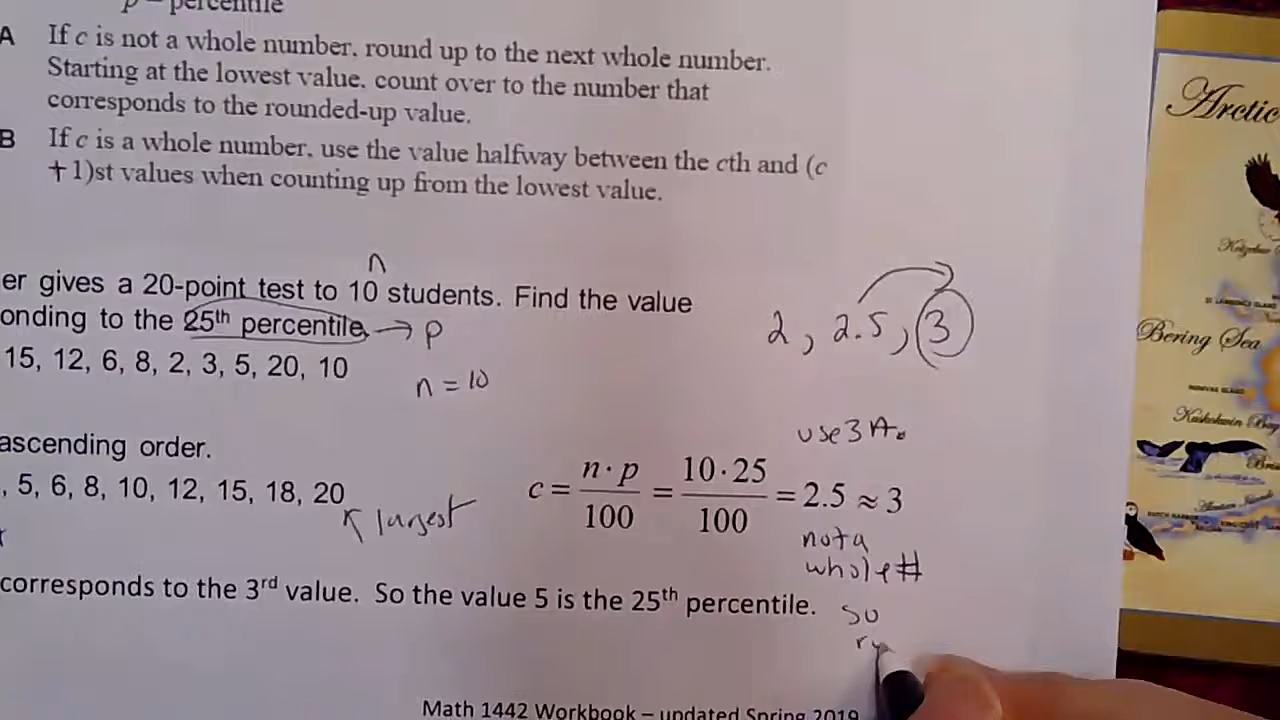 p = percentile
A If c is not a whole number, round up to the next whole number.
Starting at the lowest value, count over to the number that
corresponds to the rounded-up value.
B If c is a whole number, use the value halfway between the cth and (c
+1)st values when counting up from the lowest value.
n
er gives a 20-point test to 10 students. Find the value
onding to the 25th percentile. → p
15, 12, 6, 8, 2, 3, 5, 20, 10
n = 10
2, 2.5, 3
ascending order.
, 5, 6, 8, 10, 12, 15, 18, 20
largest
use 3A.
c = n · p / 100 = 10 · 25 / 100 = 2.5 ≈ 3
not a
whole #
corresponds to the 3rd value. So the value 5 is the 25th percentile.
so
Math 1442 Workbook – updated Spring 2019
Arctic
Bering Sea